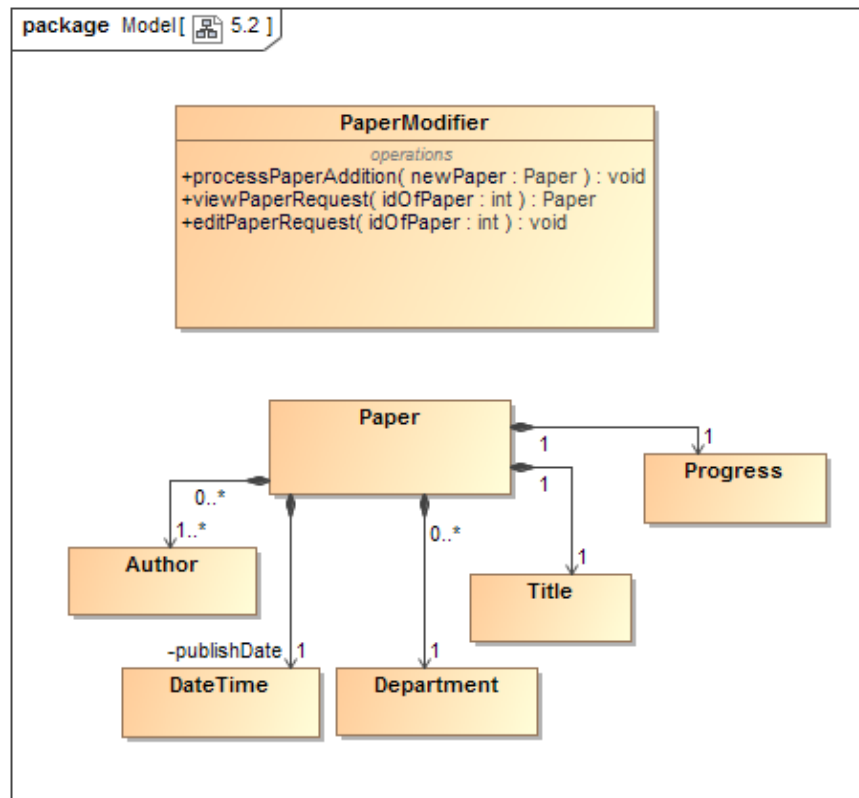 package Model[ 5.2 ]
PaperModifier
operations
+processPaperAddition( newPaper : Paper ) : void
+viewPaperRequest( idOfPaper : int ) : Paper
+editPaperRequest( idOfPaper : int ) : void
Paper
1
1
Progress
1
0..*
0..*
1..*
Author
1
Title
-publishDate
1
1
DateTime
Department